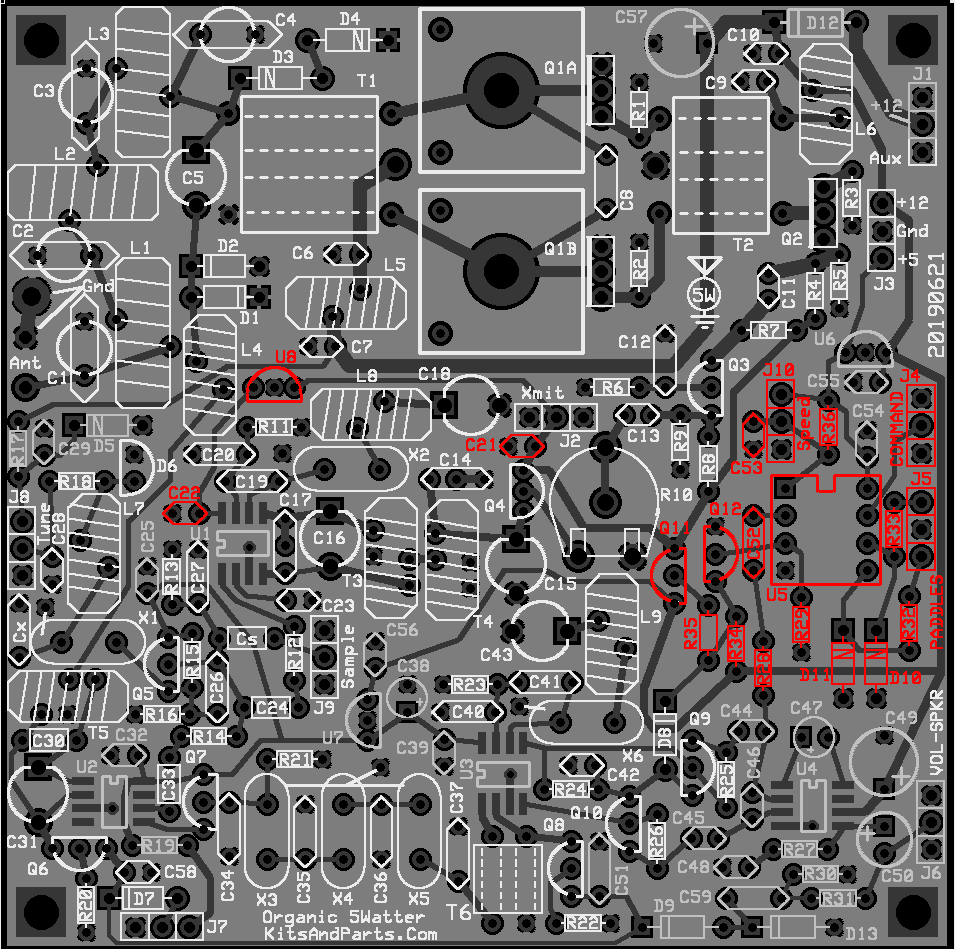 C4
D4
C57
D12
L3
C10
D3
T1
Q1A
C3
C9
J1
R1
+12
L6
L2
Aux
C5
C8
R3
+12
C2
L1
D2
C6
Q1B
R2
T2
Q2
Gnd
L5
+5
C11
R4
R5
J3
Gnd
5W
D1
20190621
C12
R7
U6
Ant
C1
L4
U8
C7
Q3
L8
C18
Xmit
R6
J10
C55
J4
R17
C29
D5
R11
C21
J2
C13
R9
R8
C53
Speed
R36
C54
COMMAND
D6
C20
X2
J8
R18
C19
C14
Q4
R10
J5
C22
L7
C17
Q11
Q12
Tune
C28
C25
U1
C16
C52
R33
R13
C27
T3
C15
U5
Cx
X1
C23
T4
L9
R35
R34
R29
R32
PADDLES
Cs
R12
Sample
C56
C43
R15
R28
C38
D11
D10
Q5
C26
R23
C41
T5
R16
C24
J9
C40
D8
Q9
C44
C47
C49
VOL-SPKR
C30
R14
U7
C32
X6
Q7
R21
C39
U3
C46
U2
C42
R25
U4
C33
R24
C37
Q10
C31
C45
Q8
R26
R19
C50
Q6
R27
C58
C48
C34
C35
C36
C51
J6
R30
D7
X3
X4
X5
C59
R31
R20
T6
J7
Organic 5Watter
R22
D9
D13
KitsAndParts.Com